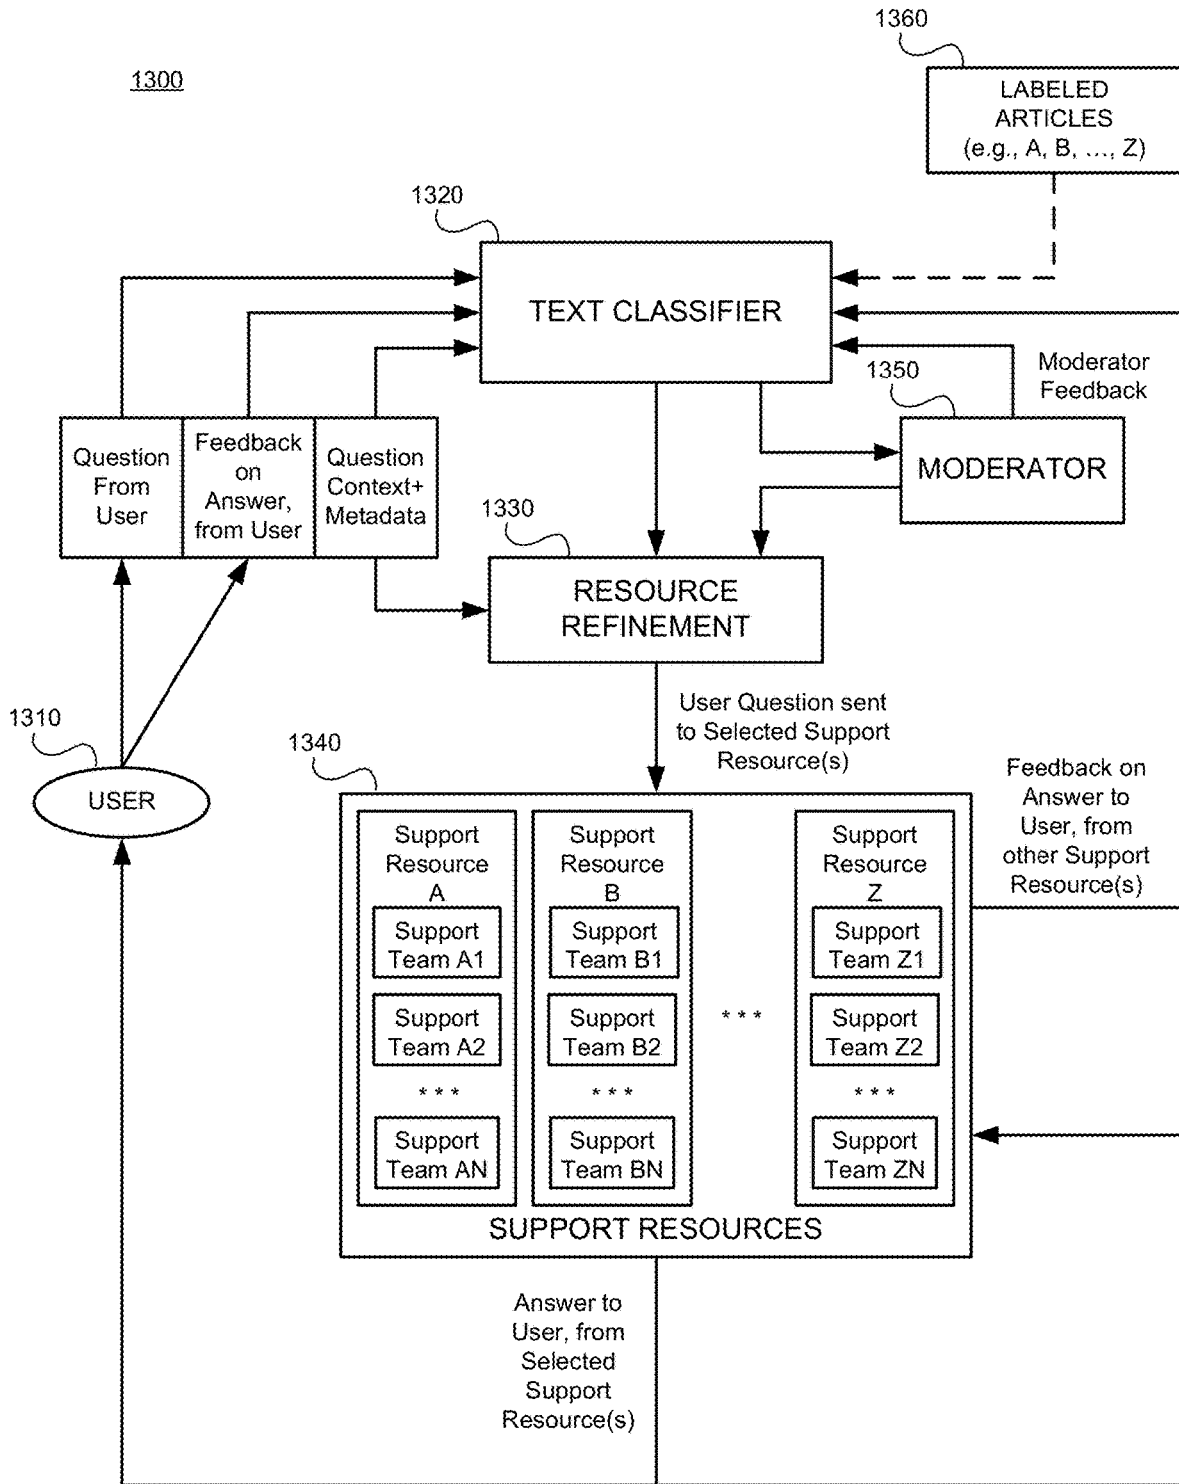 1360
1300
LABELED
ARTICLES
(e.g., A, B, ..., Z)
1320
TEXT CLASSIFIER
Moderator
Feedback
1350
MODERATOR
Question
From
User
Feedback
on
Answer,
from User
Question
Context+
Metadata
1330
RESOURCE
REFINEMENT
1310
USER
User Question sent
to Selected Support
Resource(s)
1340
Feedback on
Answer to
User, from
other Support
Resource(s)
Support
Resource
A
Support
Team A1
Support
Team A2
* * *
Support
Team AN
Support
Resource
B
Support
Team B1
Support
Team B2
* * *
Support
Team BN
* * *
Support
Resource
Z
Support
Team Z1
Support
Team Z2
* * *
Support
Team ZN
SUPPORT RESOURCES
Answer to
User, from
Selected
Support
Resource(s)